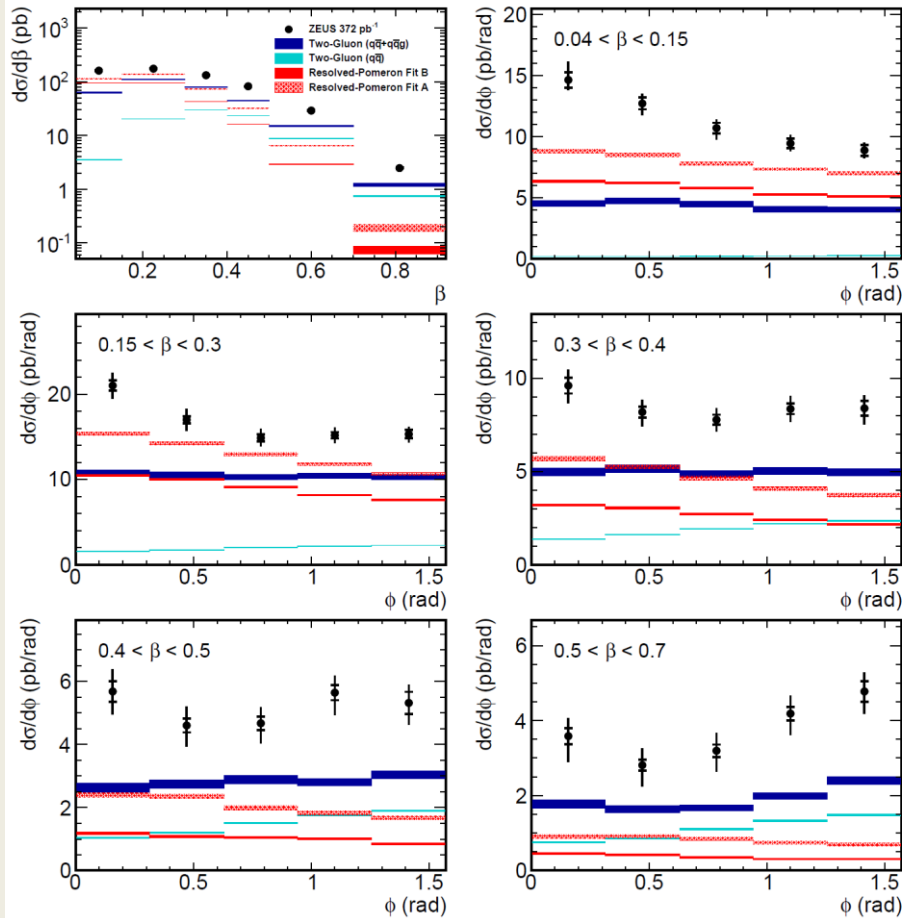 dσ/dβ (pb)
10³
10²
10
1
10⁻¹
ZEUS 372 pb⁻¹
Two-Gluon (qq̄+qq̄g)
Two-Gluon (qq̄)
Resolved-Pomeron Fit B
Resolved-Pomeron Fit A
0.2 0.4 0.6 0.8
β
dσ/dϕ (pb/rad)
20
15
10
5
0
0.04 < β < 0.15
0 0.5 1 1.5
ϕ (rad)
dσ/dϕ (pb/rad)
20
10
0
0.15 < β < 0.3
0 0.5 1 1.5
ϕ (rad)
dσ/dϕ (pb/rad)
10
5
0
0.3 < β < 0.4
0 0.5 1 1.5
ϕ (rad)
dσ/dϕ (pb/rad)
6
4
2
0
0.4 < β < 0.5
0 0.5 1 1.5
ϕ (rad)
dσ/dϕ (pb/rad)
6
4
2
0
0.5 < β < 0.7
0 0.5 1 1.5
ϕ (rad)